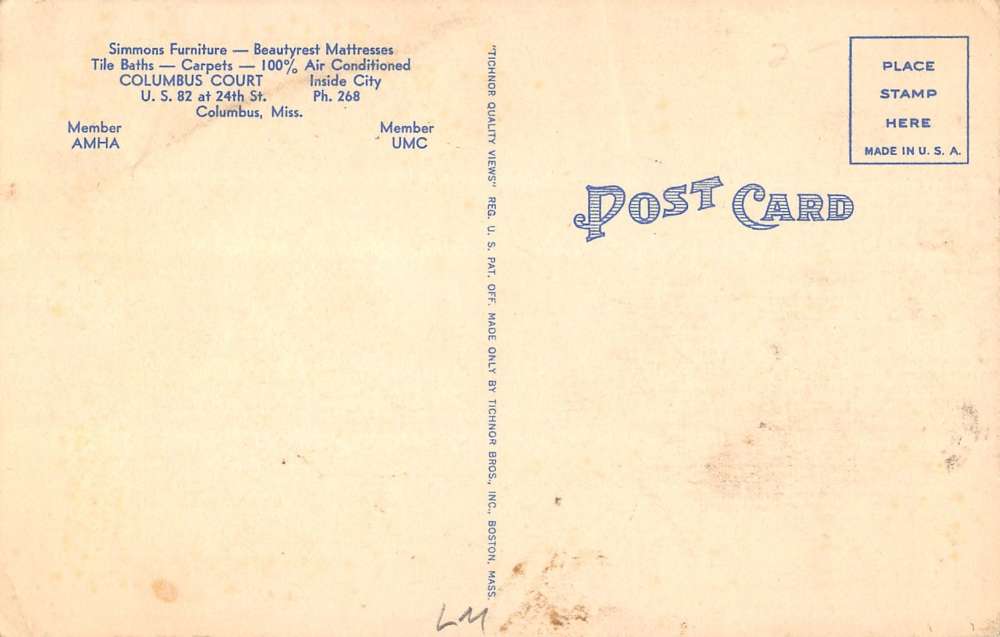 Simmons Furniture — Beautyrest Mattresses
Tile Baths — Carpets — 100% Air Conditioned
COLUMBUS COURT Inside City
U. S. 82 at 24th St. Ph. 268
Columbus, Miss.
Member Member
AMHA UMC
"TICHNOR QUALITY VIEWS" REG. U. S. PAT. OFF. MADE ONLY BY TICHNOR BROS., INC., BOSTON, MASS.
POST CARD
PLACE
STAMP
HERE
MADE IN U. S. A.